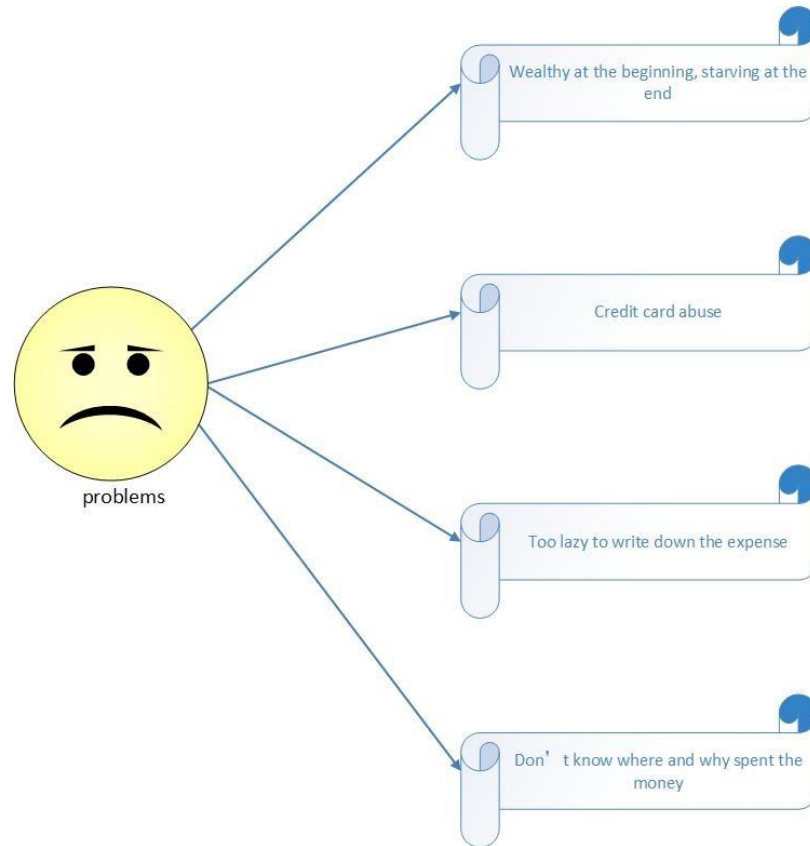 Wealthy at the beginning, starving at the
end
Credit card abuse
problems
Too lazy to write down the expense
Don't know where and why spent the
money